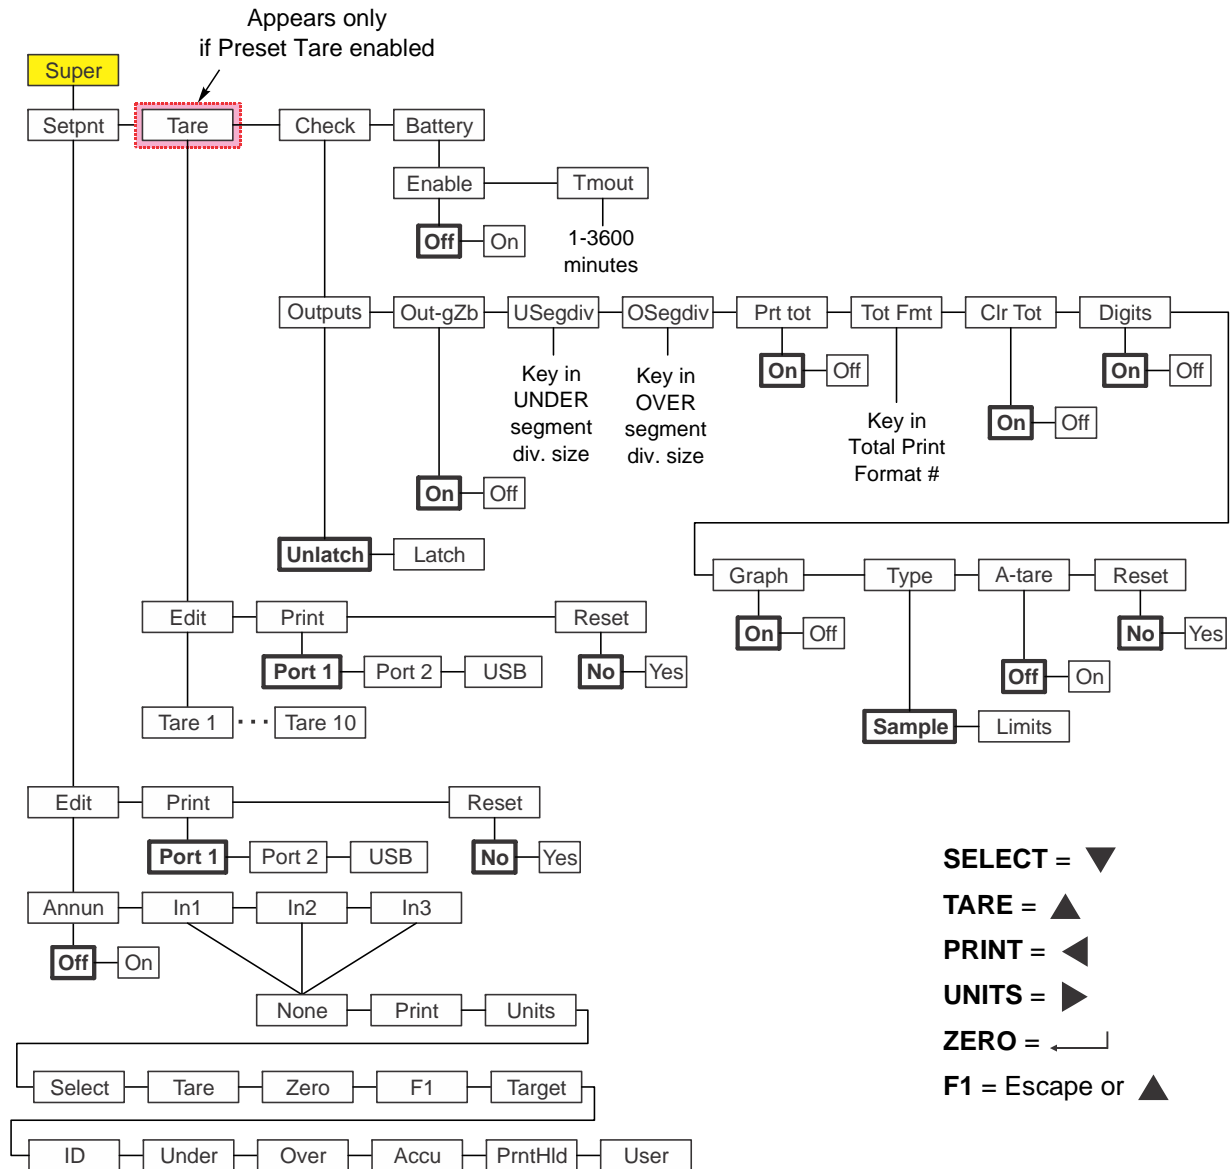 Appears only
if Preset Tare enabled
Super
Setpnt Tare Check Battery
Enable Tmout
Off On 1-3600
minutes
Outputs Out-gZb USegdiv OSegdiv Prt tot Tot Fmt Clr Tot Digits
Key in
UNDER
segment
div. size
Key in
OVER
segment
div. size
On Off
Key in
Total Print
Format #
On Off
On Off
On Off
Unlatch Latch
Graph Type A-tare Reset
On Off
Off On
No Yes
Sample Limits
Edit Print Reset
Port 1 Port 2 USB No Yes
Tare 1 ... Tare 10
Edit Print Reset
Port 1 Port 2 USB No Yes
Annun In1 In2 In3
Off On
None Print Units
Select Tare Zero F1 Target
ID Under Over Accu PrntHld User
SELECT = ▼
TARE = ▲
PRINT = ◀
UNITS = ▶
ZERO = ↵
F1 = Escape or ▲